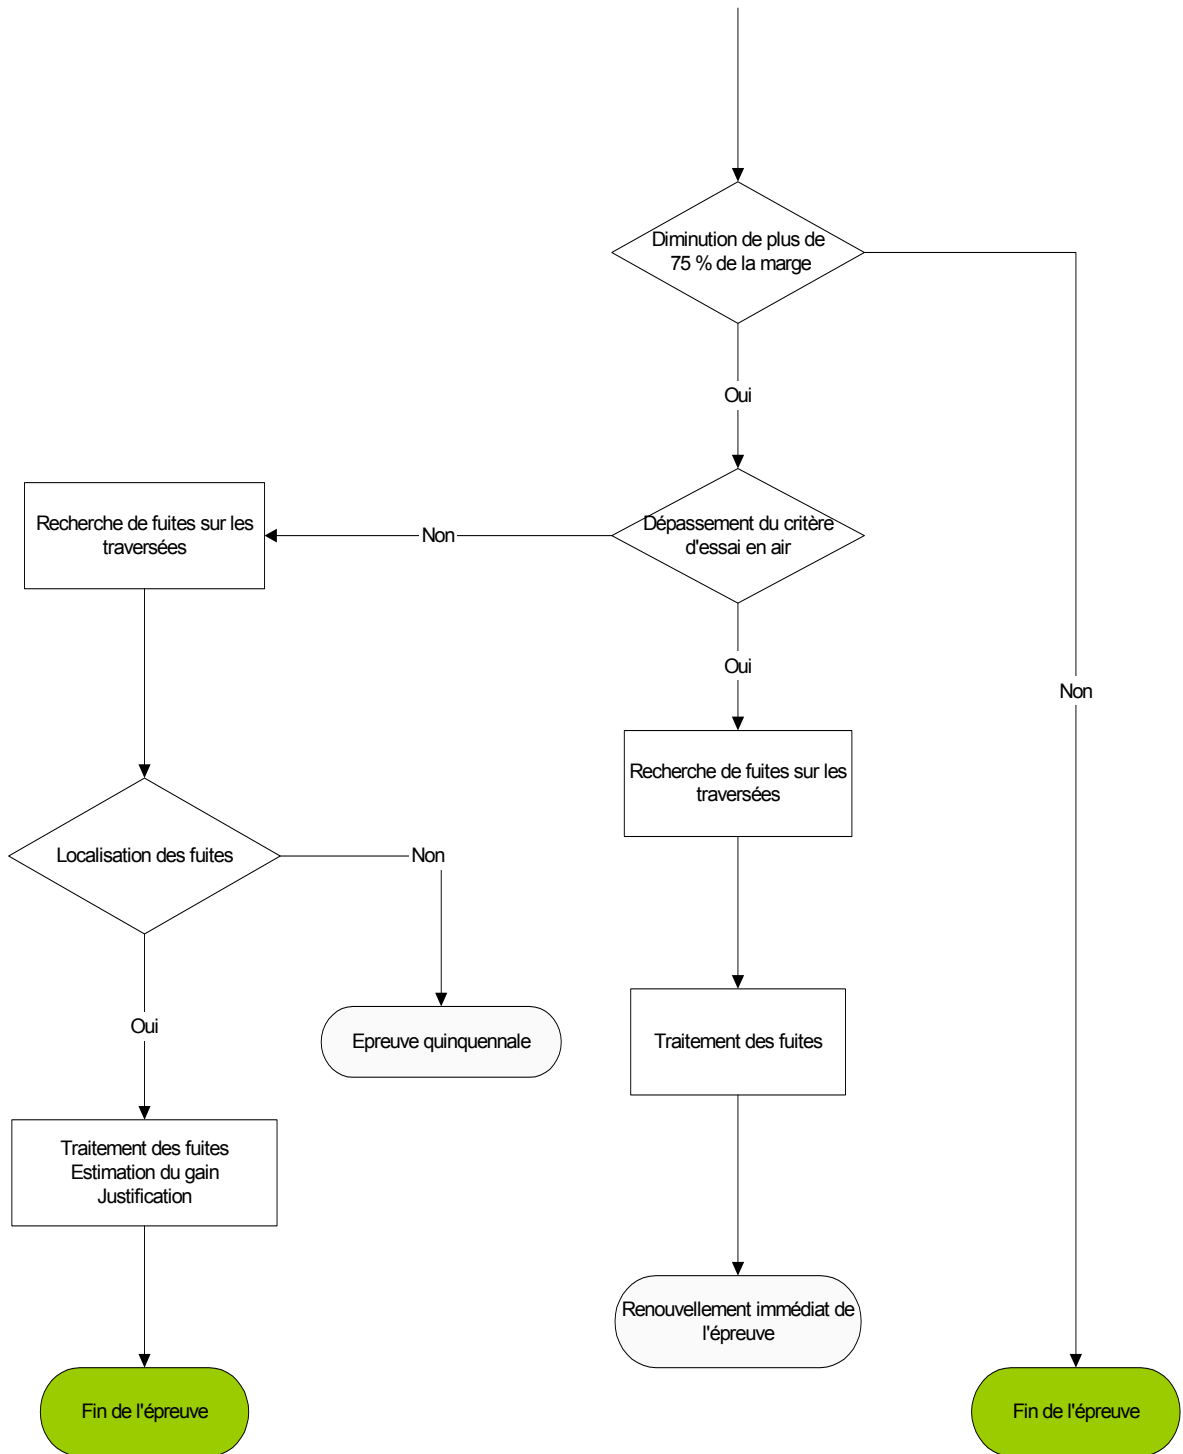 Diminution de plus de
75 % de la marge
Oui
Dépassement du critère
d'essai en air
Non
Recherche de fuites sur les
traversées
Oui
Non
Recherche de fuites sur les
traversées
Localisation des fuites
Non
Oui
Epreuve quinquennale
Traitement des fuites
Traitement des fuites
Estimation du gain
Justification
Renouvellement immédiat de
l'épreuve
Fin de l'épreuve
Fin de l'épreuve